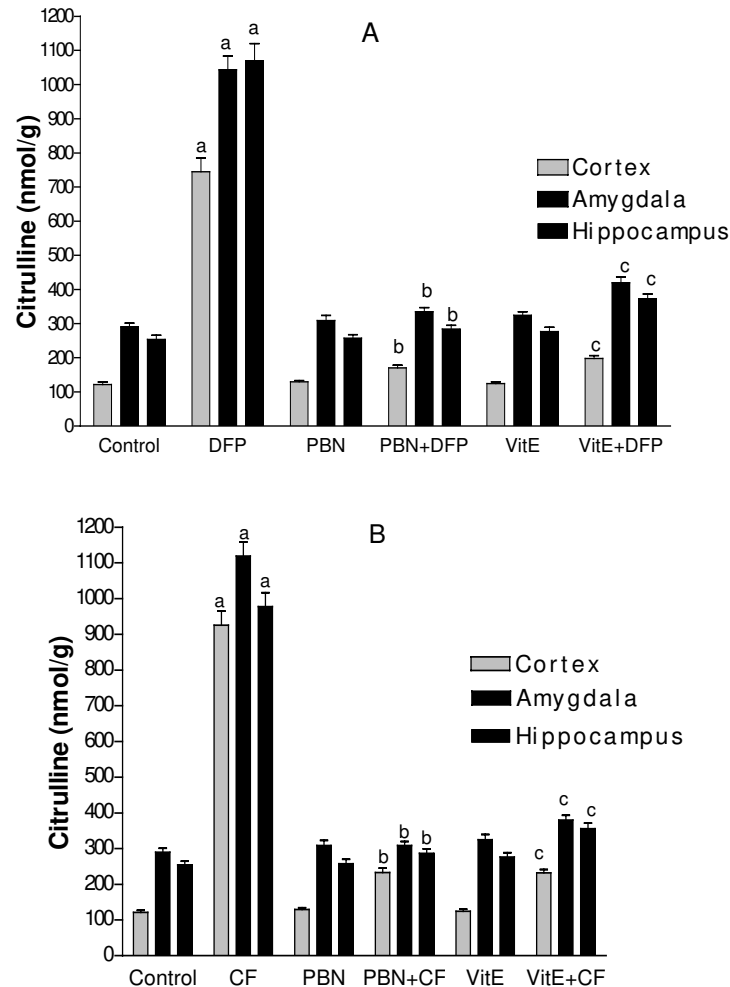 1200
A
1100
a
a
1000
900
800
a
700
Cortex
Amygdala
Hippocampus
Citrulline (nmol/g)
600
500
400
c
c
b
b
300
b
c
200
100
0
Control DFP PBN PBN+DFP VitE VitE+DFP
1200
B
1100
a
a
1000
a
900
800
Cortex
Amygdala
Hippocampus
Citrulline (nmol/g)
700
600
500
400
c
c
b
b
300
b
c
200
100
0
Control CF PBN PBN+CF VitE VitE+CF